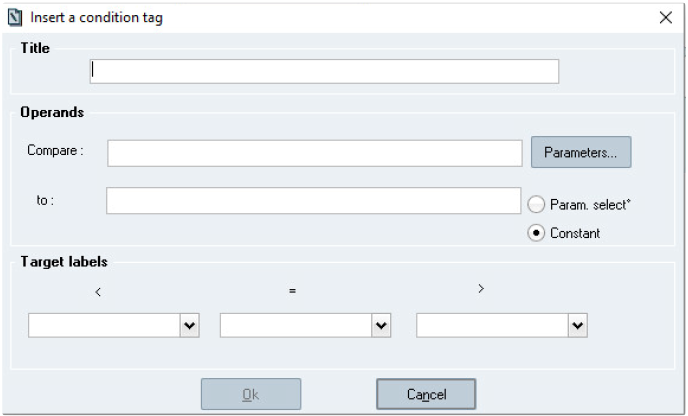 Insert a condition tag
Title
Operands
Compare :
Parameters...
to :
Param. select*
Constant
Target labels
< = >
Ok Cancel